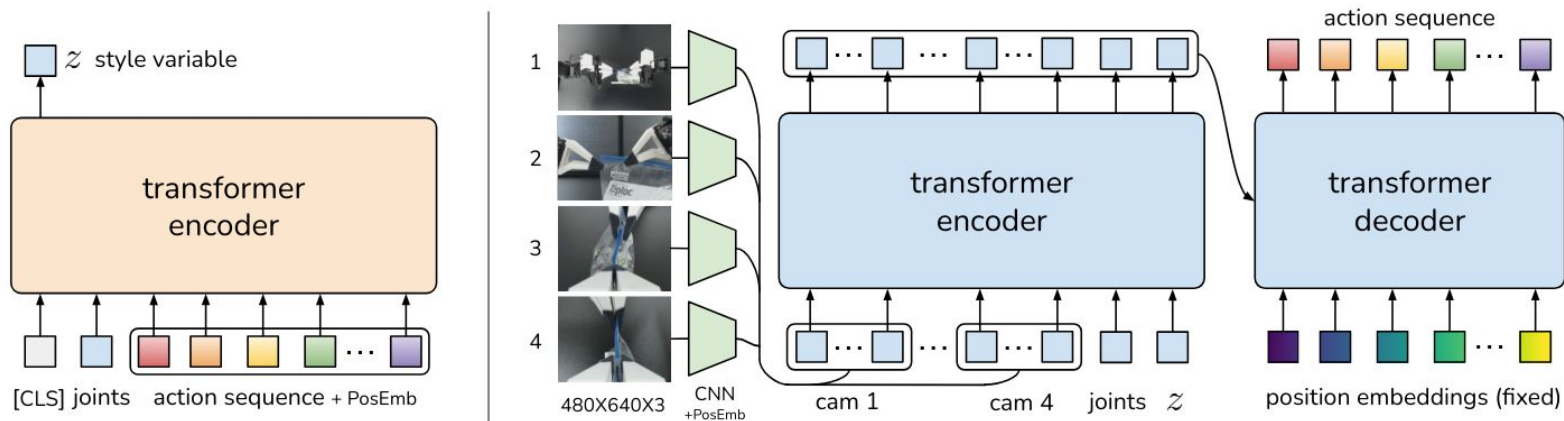 z style variable
transformer
encoder
[CLS] joints action sequence + PosEmb
1
2
Ziploc
3
4
480X640X3
CNN
+PosEmb
transformer
encoder
cam 1
cam 4
joints
z
action sequence
transformer
decoder
position embeddings (fixed)